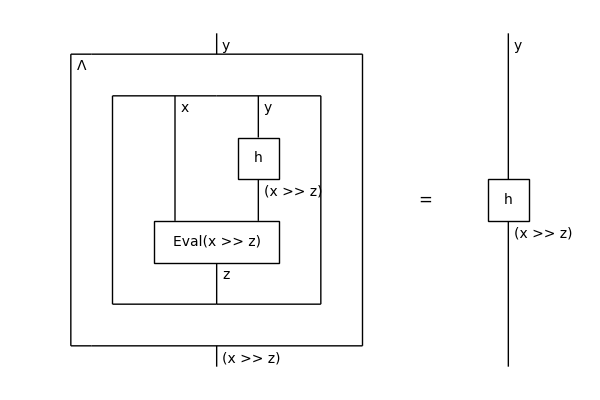 y
Λ
x
y
h
(x >> z)
Eval(x >> z)
z
(x >> z)
=
y
h
(x >> z)